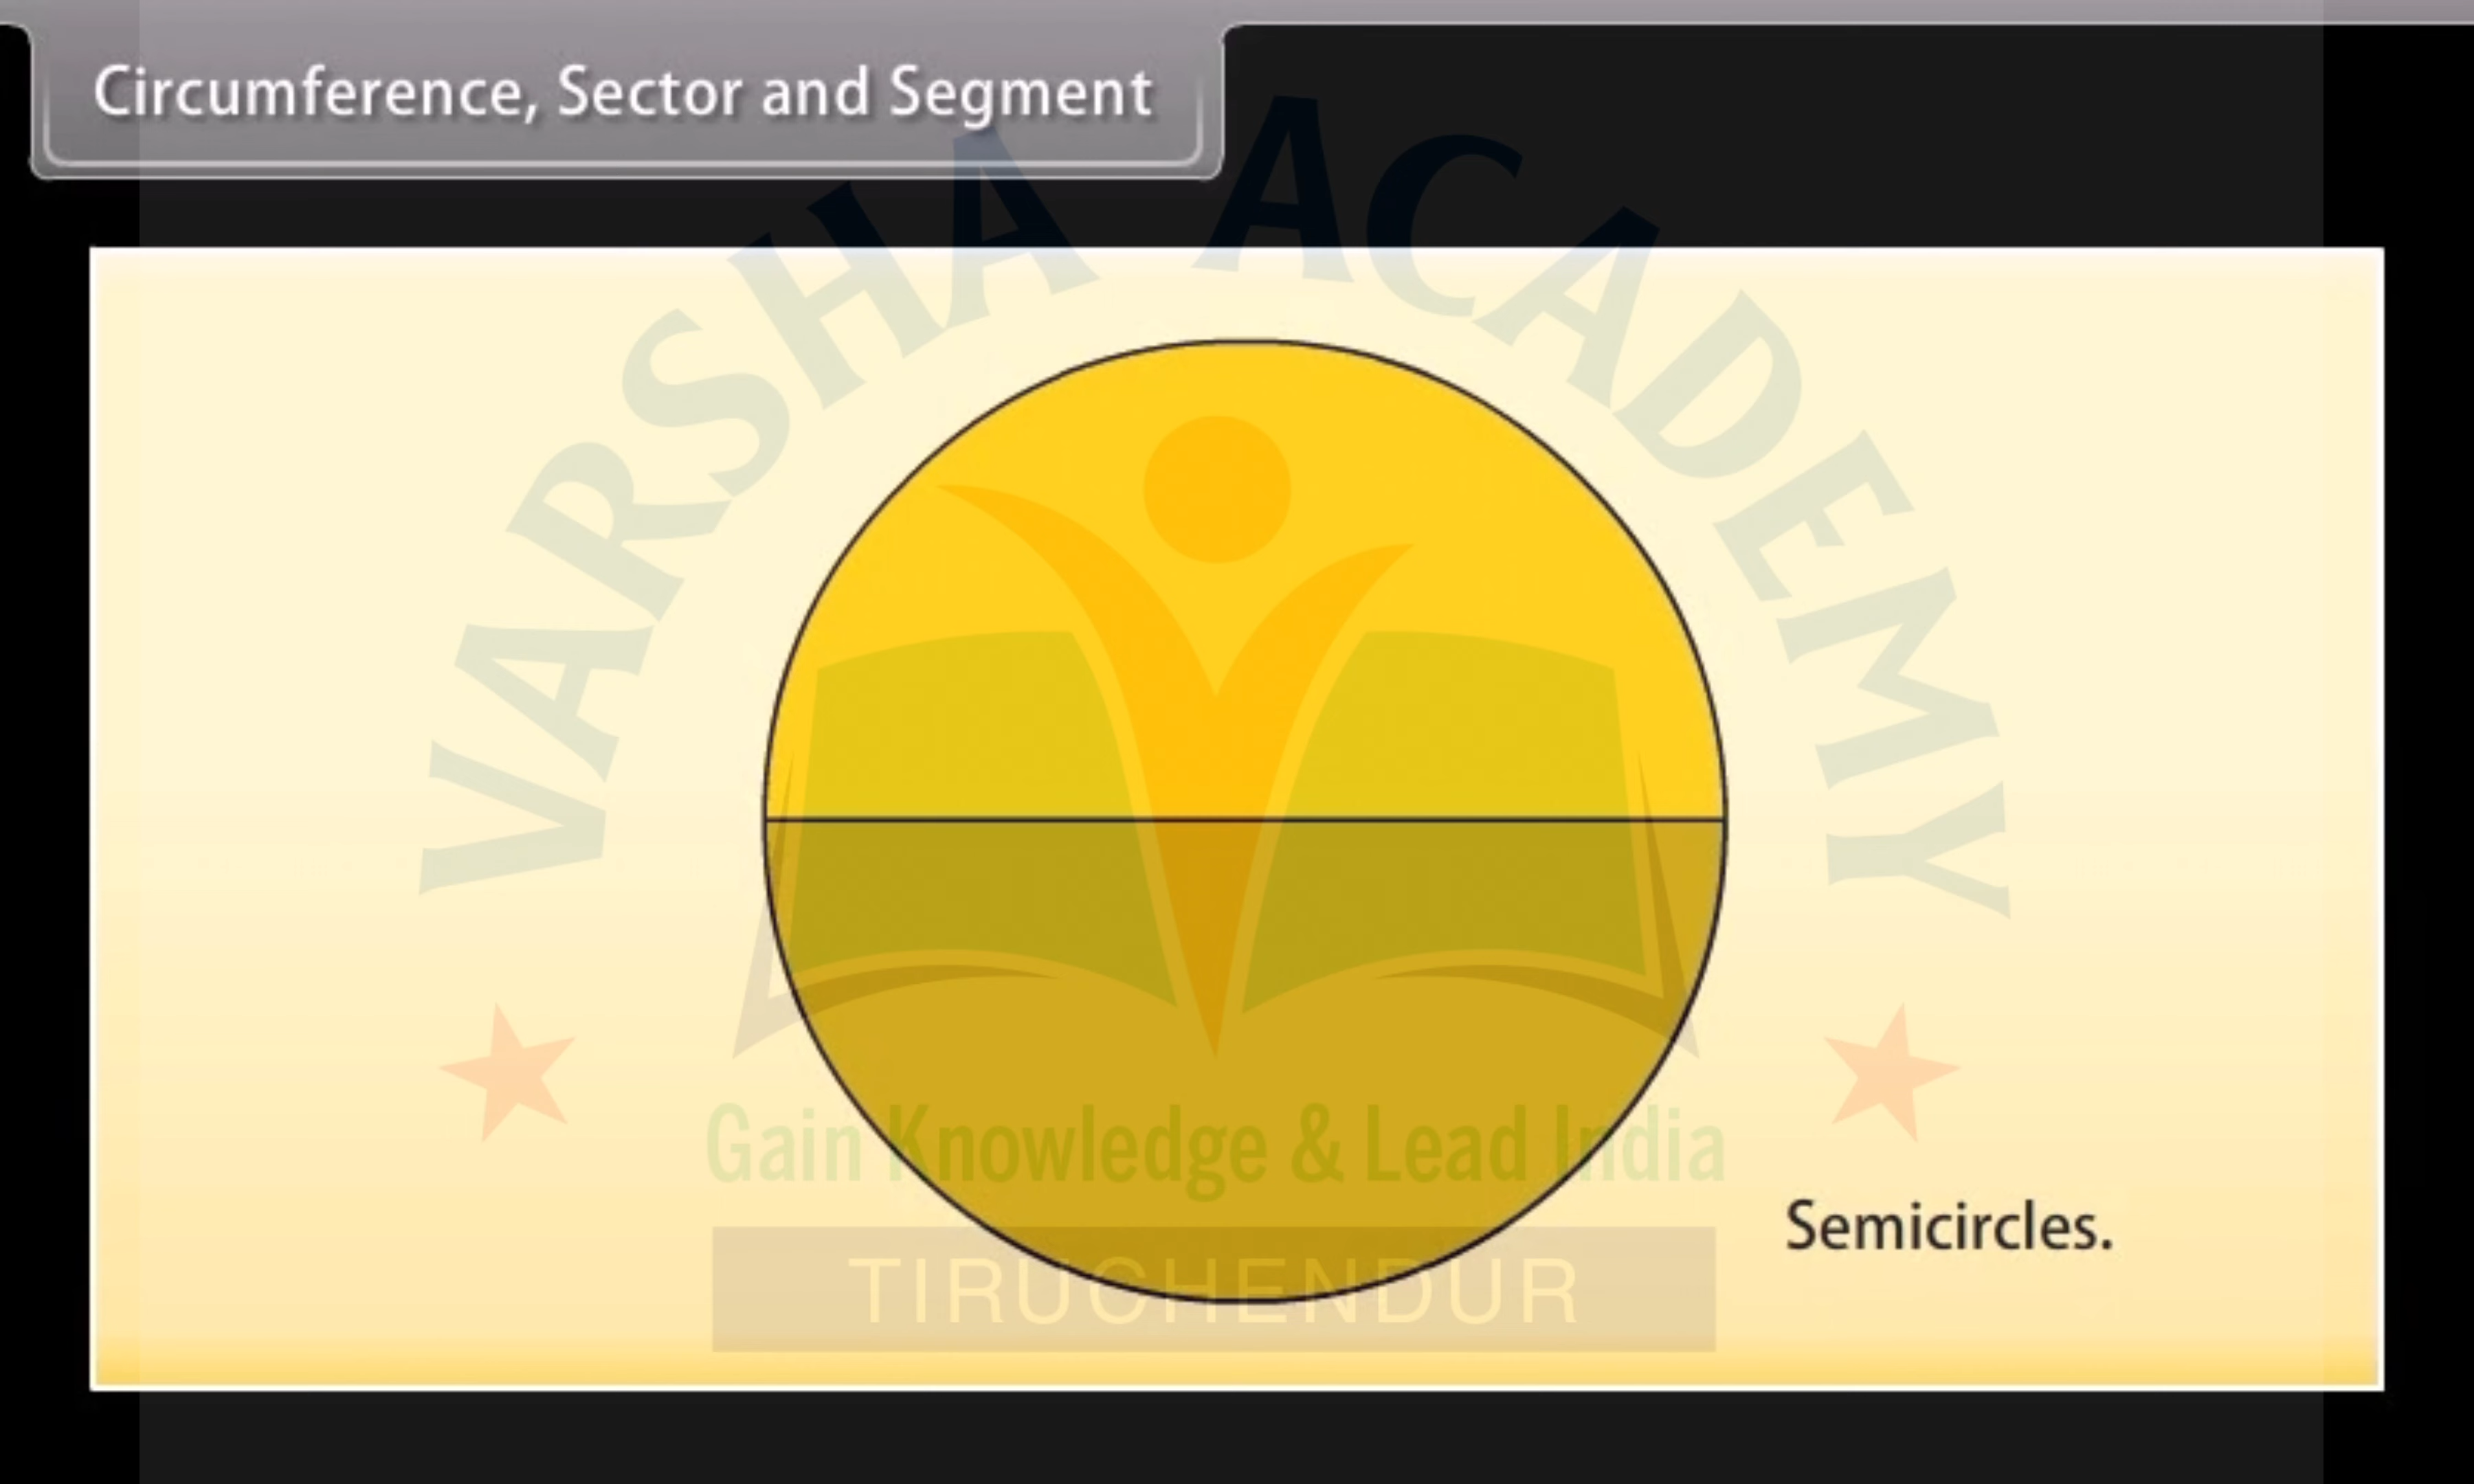 Circumference, Sector and Segment
VARSHA ACADEMY
Gain Knowledge & Lead India
Semicircles.
TIRUCHENDUR